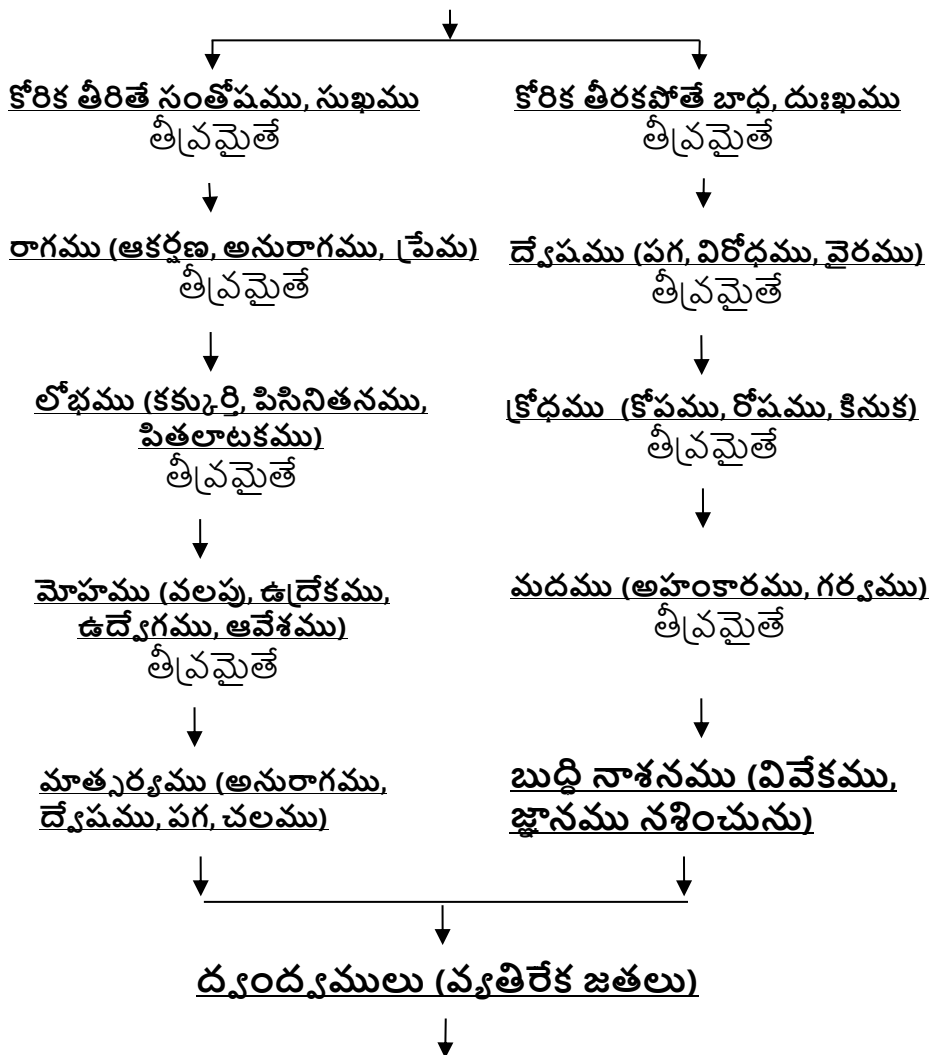 కోరిక తీరితే సంతోషము, సుఖము
తీవ్రమైతే
రాగము (ఆకర్షణ, అనురాగము, ప్రేమ)
తీవ్రమైతే
లోభము (కక్కుర్తి, పిసినితనము,
పితలాటకము)
తీవ్రమైతే
మోహము (వలపు, ఉద్రేకము,
ఉద్వేగము, ఆవేశము)
తీవ్రమైతే
మాత్సర్యము (అనురాగము,
ద్వేషము, పగ, చలము)
కోరిక తీరకపోతే బాధ, దుఃఖము
తీవ్రమైతే
ద్వేషము (పగ, విరోధము, వైరము)
తీవ్రమైతే
క్రోధము (కోపము, రోషము, కినుక)
తీవ్రమైతే
మదము (అహంకారము, గర్వము)
తీవ్రమైతే
బుద్ధి నాశనము (వివేకము,
జ్ఞానము నశించును)
ద్వంద్వములు (వ్యతిరేక జతలు)